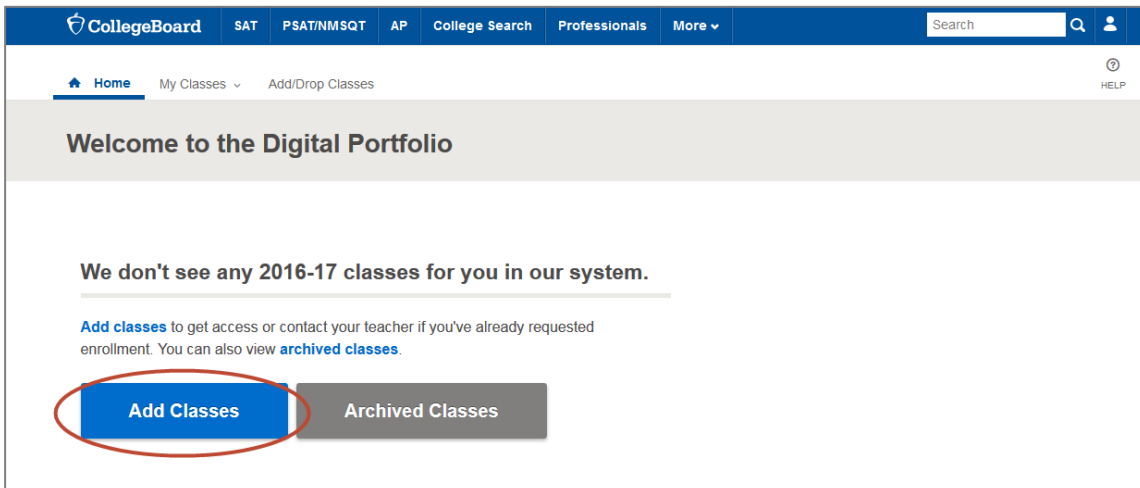 CollegeBoard SAT PSAT/NMSQT AP College Search Professionals More Search
Home My Classes Add/Drop Classes HELP
Welcome to the Digital Portfolio
We don't see any 2016-17 classes for you in our system.
Add classes to get access or contact your teacher if you've already requested
enrollment. You can also view archived classes.
Add Classes Archived Classes